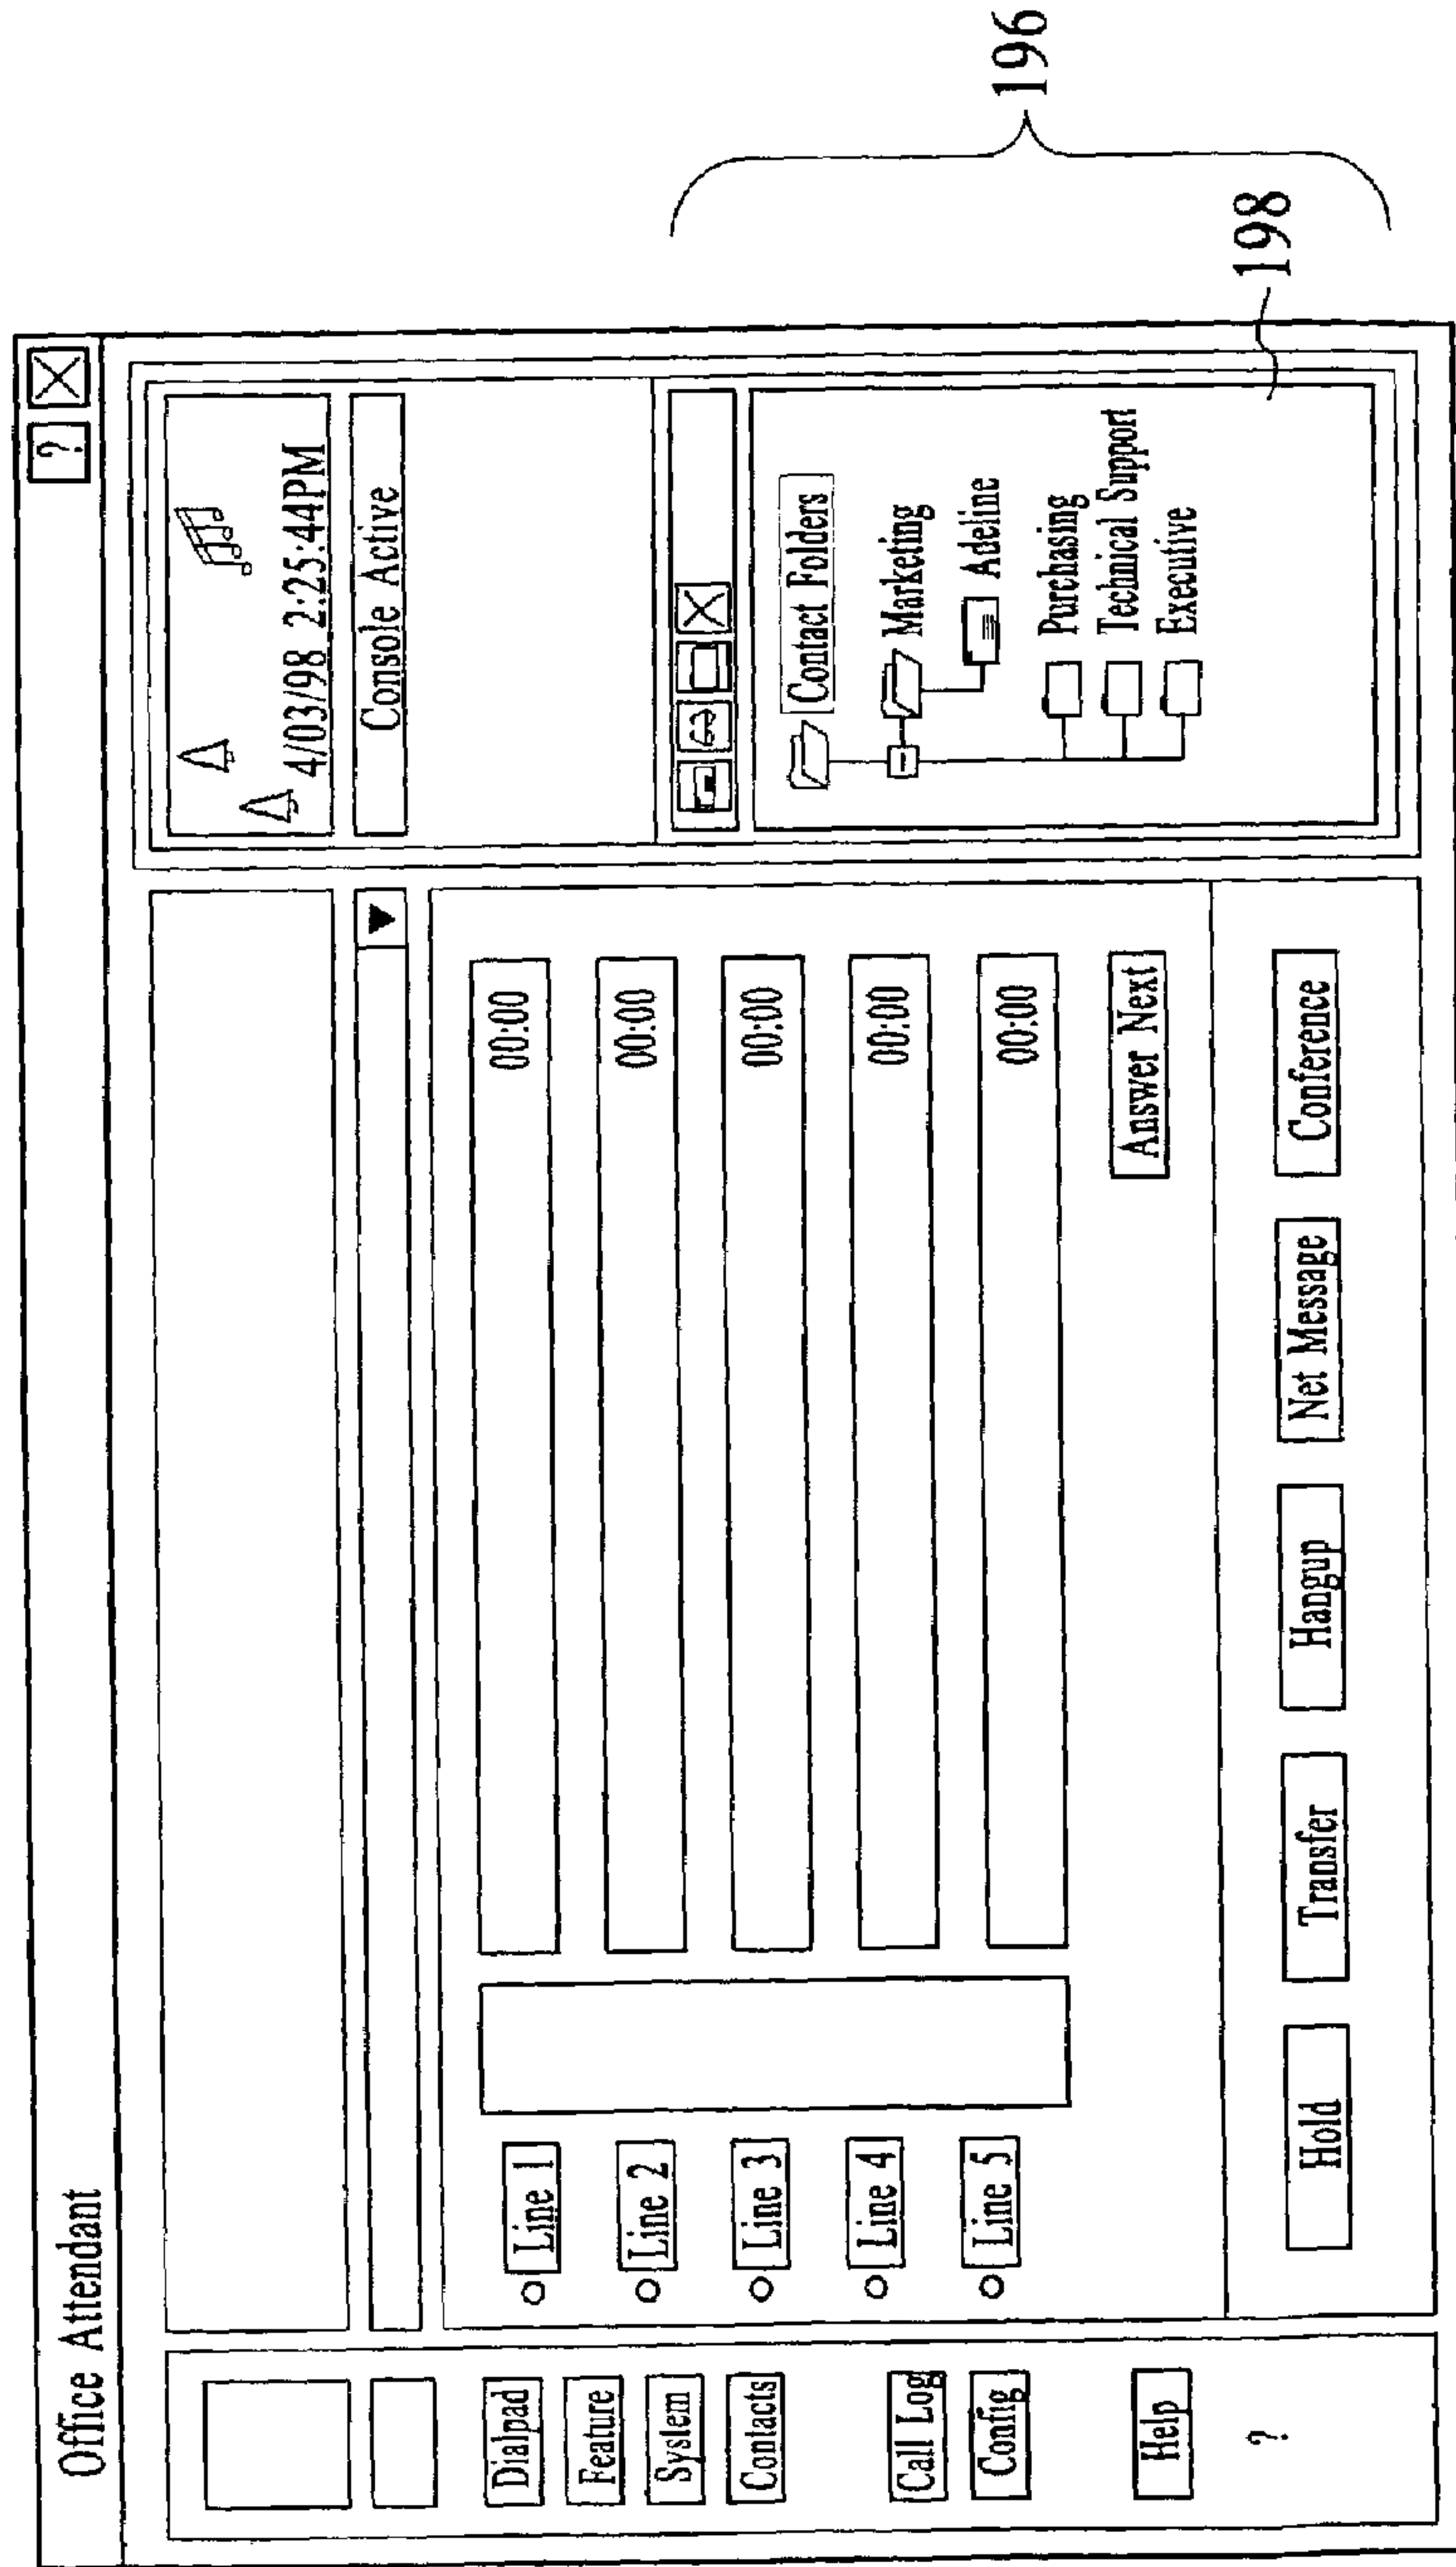 Office Attendant
?
4/03/98 2:25:44PM
Console Active
Dialpad
Feature
System
Contacts
Call Log
Config
Help
?
Line 1
Line 2
Line 3
Line 4
Line 5
00:00
00:00
00:00
00:00
00:00
Answer Next
Hold
Transfer
Hangup
Net Message
Conference
Contact Folders
Marketing
Adeline
Purchasing
Technical Support
Executive
196
198